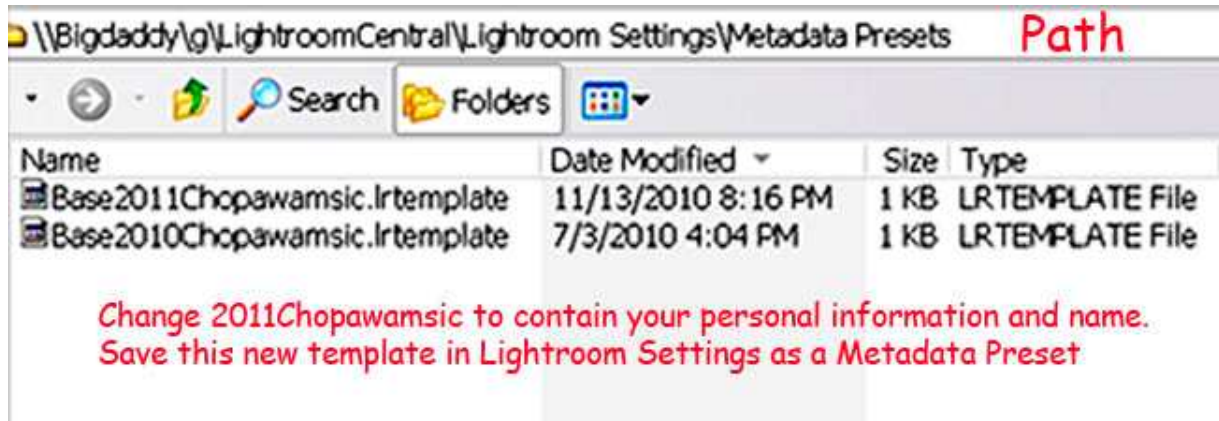 \\Bigdaddy\g\LightroomCentral\Lightroom Settings\Metadata Presets Path
Search Folders
Name Date Modified Size Type
Base2011Chopawamsic.lrtemplate 11/13/2010 8:16 PM 1 KB LRTEMPLATE File
Base2010Chopawamsic.lrtemplate 7/3/2010 4:04 PM 1 KB LRTEMPLATE File
Change 2011Chopawamsic to contain your personal information and name.
Save this new template in Lightroom Settings as a Metadata Preset